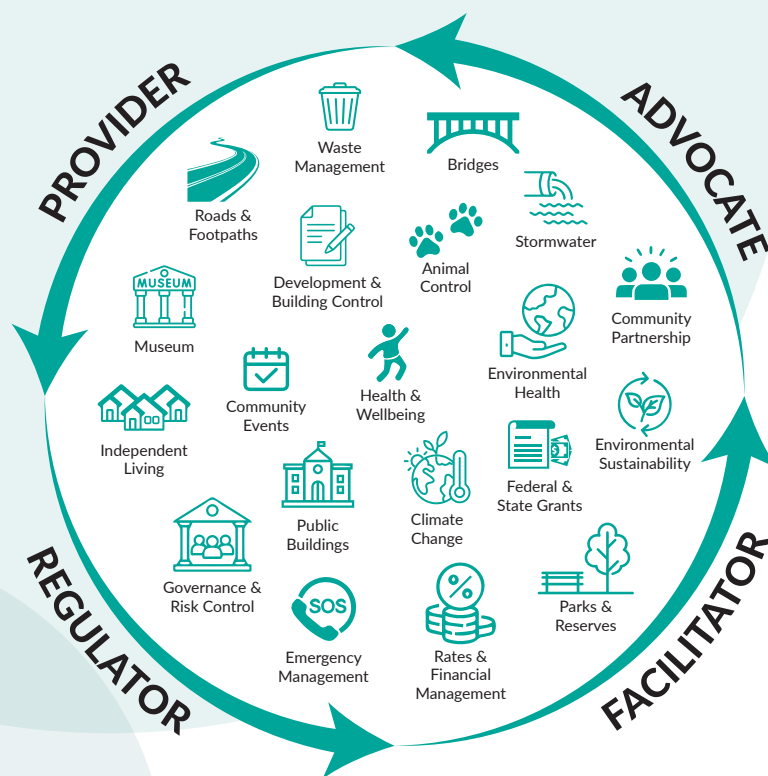 PROVIDER
ADVOCATE
Waste
Management
Bridges
Roads &
Footpaths
Stormwater
Development &
Building Control
Animal
Control
MUSEUM
Museum
Community
Partnership
Environmental
Health
Community
Events
Health &
Wellbeing
Independent
Living
Environmental
Sustainability
$
Federal &
State Grants
Public
Buildings
Climate
Change
Governance &
Risk Control
SOS
Emergency
Management
%
Rates &
Financial
Management
Parks &
Reserves
REGULATOR
FACILITATOR